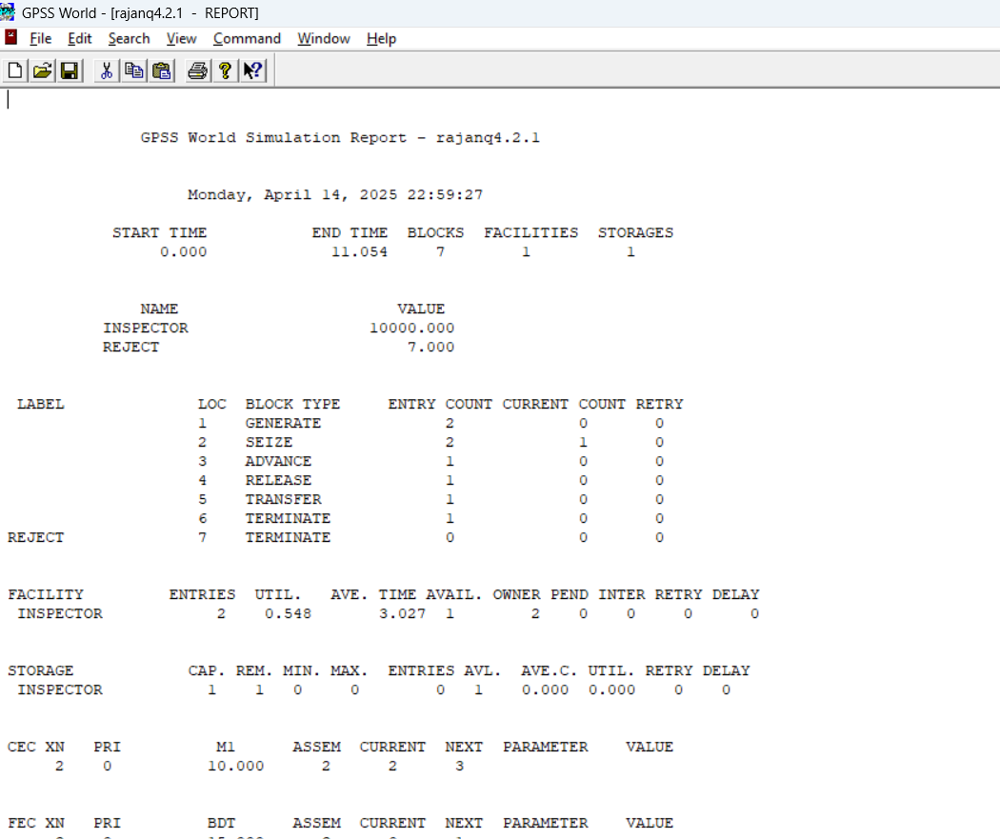 GPSS World - [rajanq4.2.1 - REPORT]
File Edit Search View Command Window Help
GPSS World Simulation Report - rajanq4.2.1
Monday, April 14, 2025 22:59:27
START TIME END TIME BLOCKS FACILITIES STORAGES
0.000 11.054 7 1 1
NAME VALUE
INSPECTOR 10000.000
REJECT 7.000
LABEL LOC BLOCK TYPE ENTRY COUNT CURRENT COUNT RETRY
1 GENERATE 2 0 0
2 SEIZE 2 1 0
3 ADVANCE 1 0 0
4 RELEASE 1 0 0
5 TRANSFER 1 0 0
6 TERMINATE 1 0 0
REJECT 7 TERMINATE 0 0 0
FACILITY ENTRIES UTIL. AVE. TIME AVAIL. OWNER PEND INTER RETRY DELAY
INSPECTOR 2 0.548 3.027 1 2 0 0 0 0
STORAGE CAP. REM. MIN. MAX. ENTRIES AVL. AVE.C. UTIL. RETRY DELAY
INSPECTOR 1 1 0 0 0 1 0.000 0.000 0 0
CEC XN PRI M1 ASSEM CURRENT NEXT PARAMETER VALUE
2 0 10.000 2 2 3
FEC XN PRI BDT ASSEM CURRENT NEXT PARAMETER VALUE